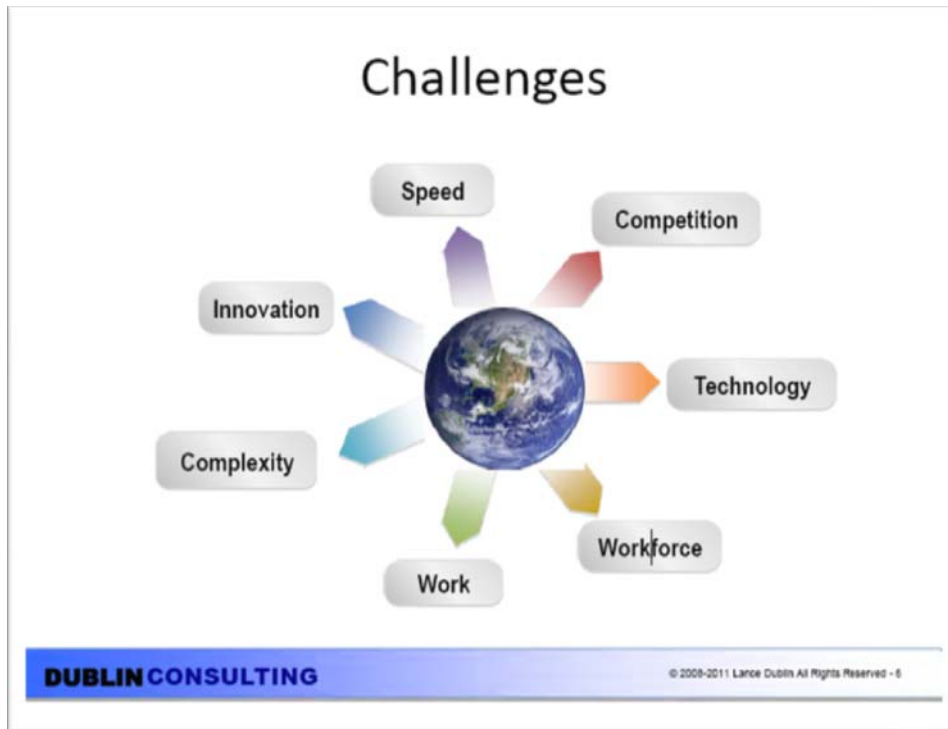 Challenges
Speed
Competition
Innovation
Technology
Complexity
Workforce
Work
DUBLIN CONSULTING
© 2008-2011 Lance Dublin All Rights Reserved - 6